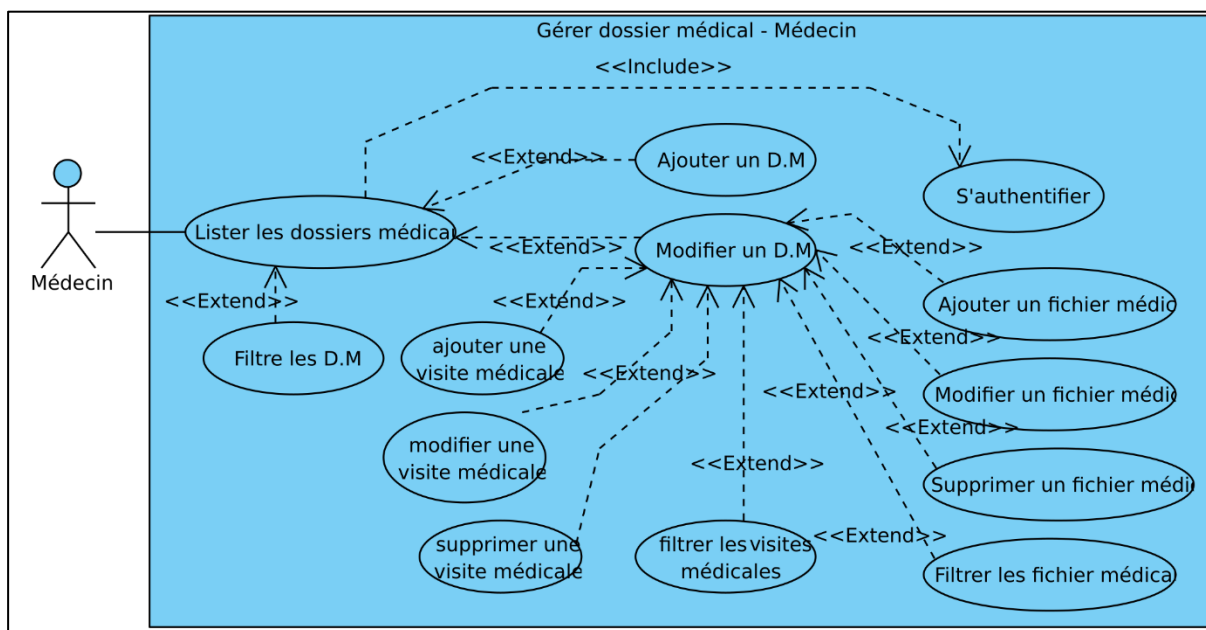 Gérer dossier médical - Médecin
<<Include>>
<<Extend>>
Ajouter un D.M
S'authentifier
Lister les dossiers médical
<<Extend>>
Modifier un D.M
<<Extend>>
Médecin
<<Extend>>
Ajouter un fichier médic
Filtre les D.M
ajouter une
visite médicale
<<Extend>>
<<Extend>>
<<Extend>>
Modifier un fichier médic
<<Extend>>
modifier une
visite médicale
<<Extend>>
Supprimer un fichier médi
<<Extend>>
supprimer une
visite médicale
filtrer les visites
médicales
Filtrer les fichier médica